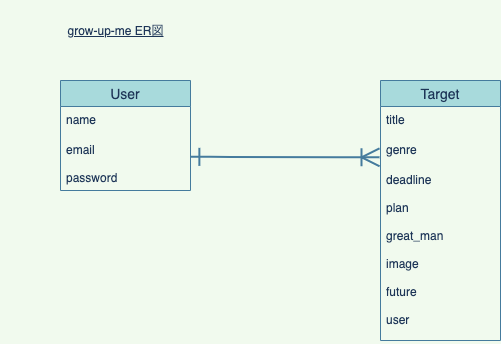 grow-up-me ER図
User
name
email
password
Target
title
genre
deadline
plan
great_man
image
future
user